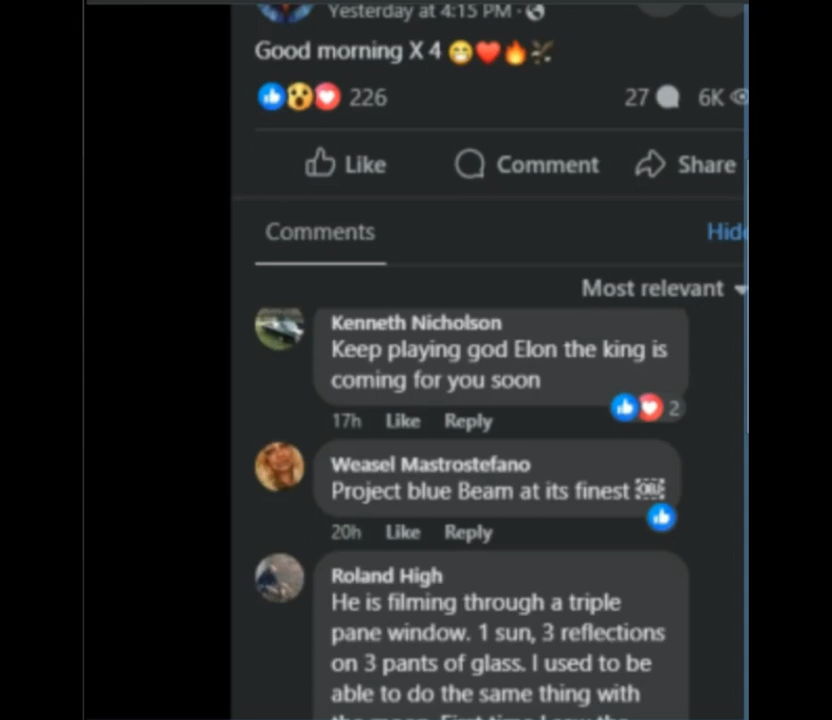 Yesterday at 4:15 PM ·
Good morning X 4 😁❤️🔥
226
27
6K
Like
Comment
Share
Comments
Most relevant
Kenneth Nicholson
Keep playing god Elon the king is
coming for you soon
2
17h Like Reply
Weasel Mastrostefano
Project blue Beam at its finest
20h Like Reply
Roland High
He is filming through a triple
pane window. 1 sun, 3 reflections
on 3 pants of glass. I used to be
able to do the same thing with